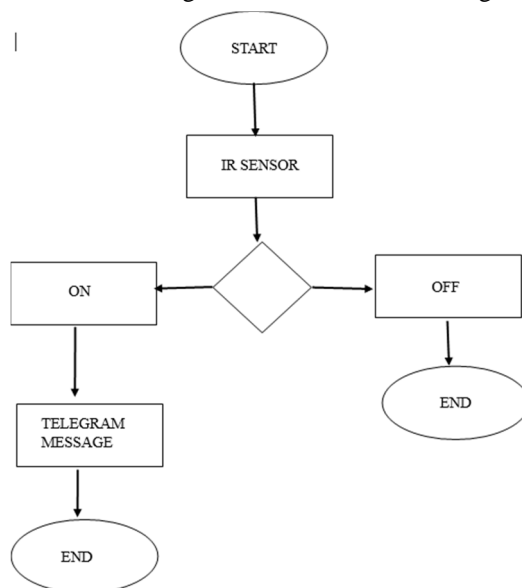 START
IR SENSOR
ON
OFF
TELEGRAM
MESSAGE
END
END